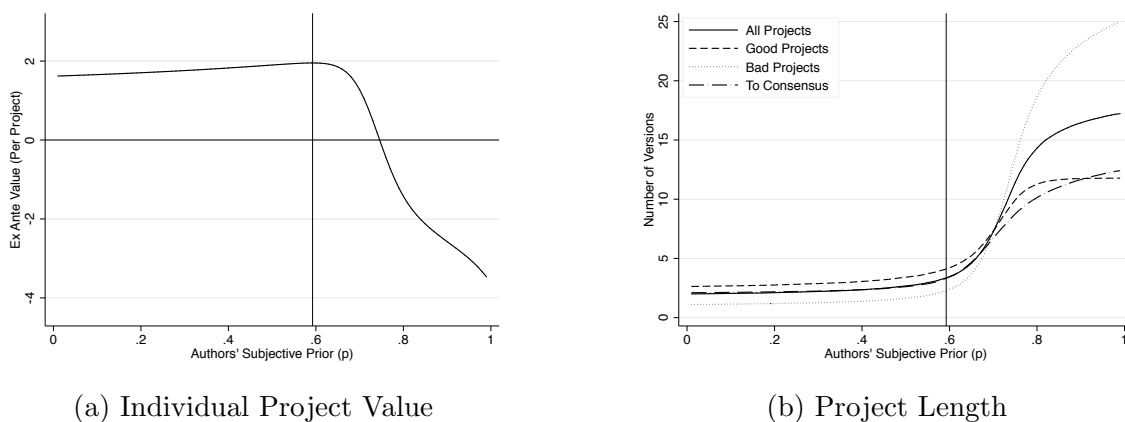 Ex Ante Value (Per Project)
2
0
-2
-4
0
.2
.4
.6
.8
1
Authors' Subjective Prior (p)
(a) Individual Project Value
Number of Versions
25
20
15
10
5
0
All Projects
Good Projects
Bad Projects
To Consensus
0
.2
.4
.6
.8
1
Authors' Subjective Prior (p)
(b) Project Length